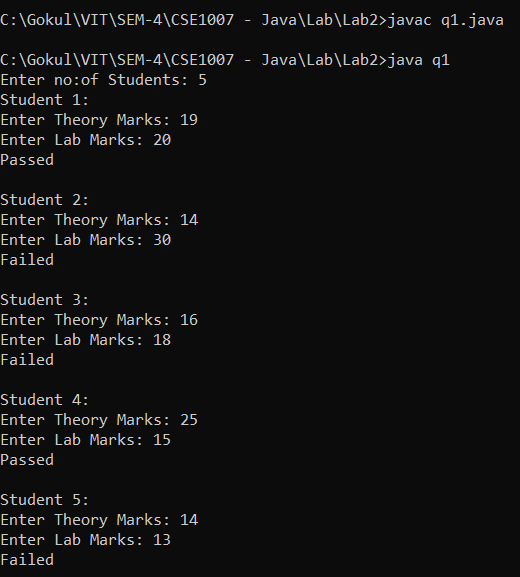 C:\Gokul\VIT\SEM-4\CSE1007 - Java\Lab\Lab2>javac q1.java
C:\Gokul\VIT\SEM-4\CSE1007 - Java\Lab\Lab2>java q1
Enter no:of Students: 5
Student 1:
Enter Theory Marks: 19
Enter Lab Marks: 20
Passed
Student 2:
Enter Theory Marks: 14
Enter Lab Marks: 30
Failed
Student 3:
Enter Theory Marks: 16
Enter Lab Marks: 18
Failed
Student 4:
Enter Theory Marks: 25
Enter Lab Marks: 15
Passed
Student 5:
Enter Theory Marks: 14
Enter Lab Marks: 13
Failed